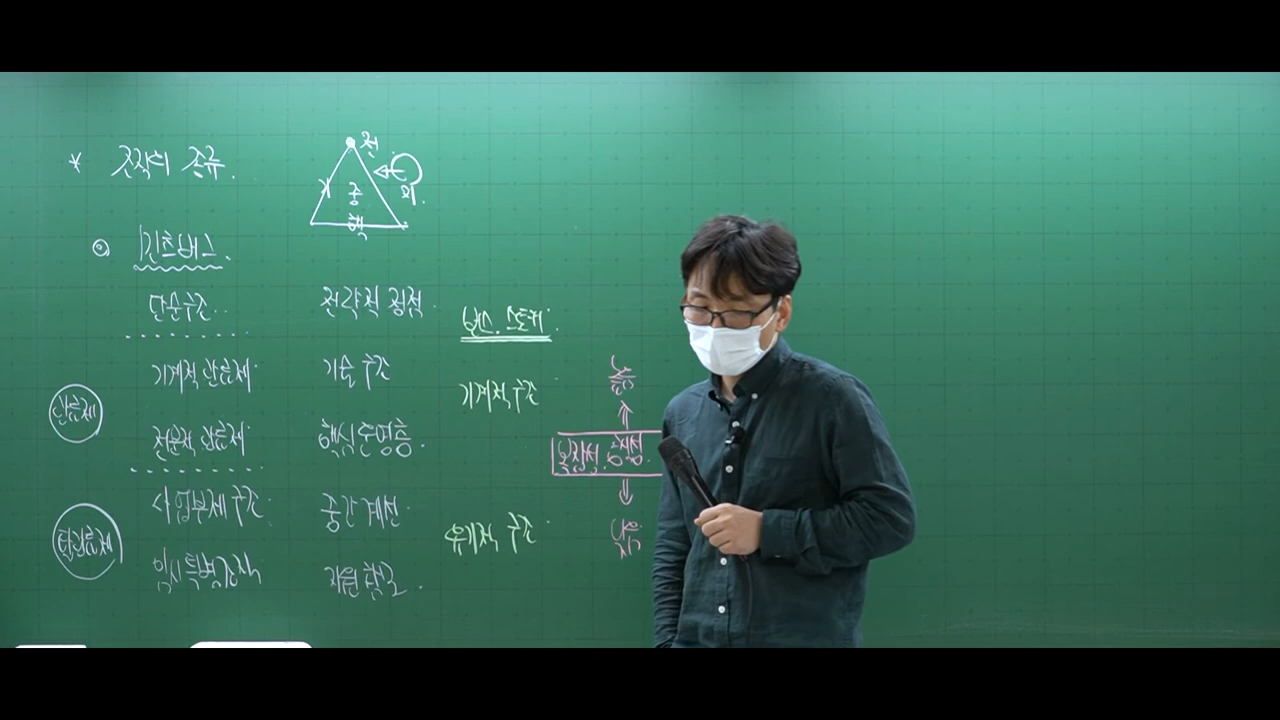 * 조직의 종류.
전
중
핵
외.
⊙ 민츠버그.
단순구조. 전략적 정점.
번스. 스토커.
기계적 관료제 기술구조
관료제
기계적 구조
높음
전문적 관료제 핵심운영층.
복잡성. 공식성.
사업부제 구조 중간계선
탈관료제
유기적 구조
낮음
임시특별조직 지원참모.